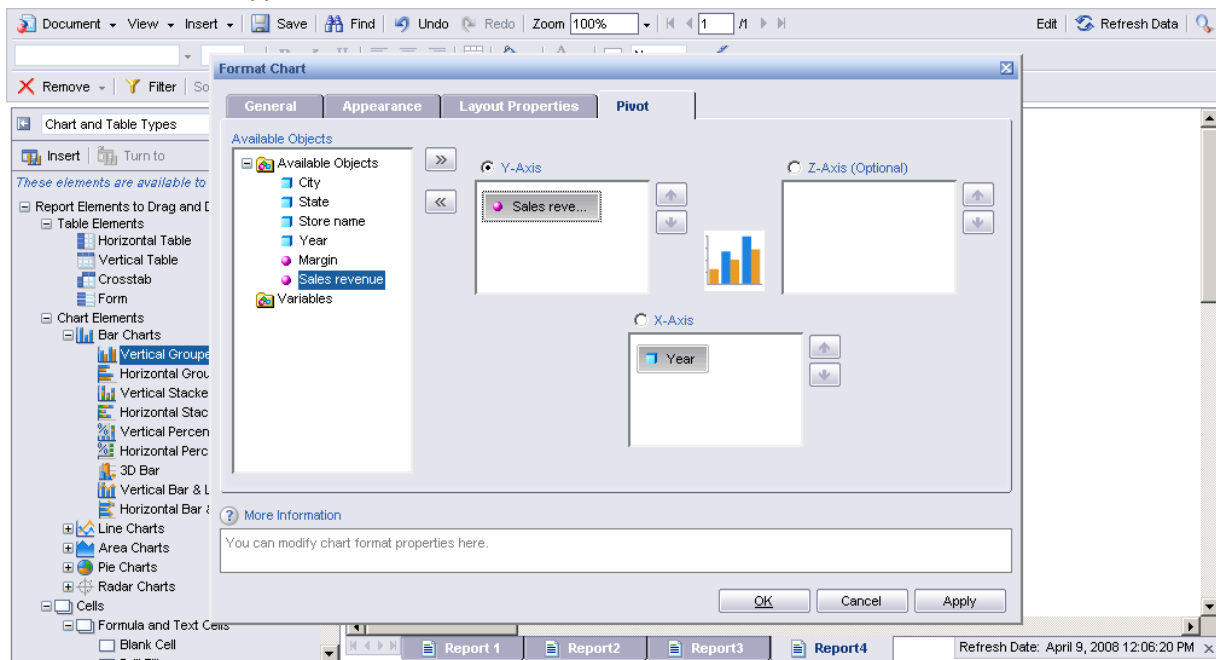 Document View Insert Save Find Undo Redo Zoom 100% 1 /1 Edit Refresh Data
Format Chart
Remove Filter So
General Appearance Layout Properties Pivot
Chart and Table Types
Available Objects
Insert Turn to
Available Objects
Y-Axis
Z-Axis (Optional)
These elements are available to
City
Report Elements to Drag and D
State
Sales reve...
Table Elements
Store name
Horizontal Table
Year
Vertical Table
Margin
Crosstab
Sales revenue
Form
Variables
Chart Elements
X-Axis
Bar Charts
Vertical Groupe
Year
Horizontal Grou
Vertical Stacke
Horizontal Stac
Vertical Percen
Horizontal Perc
3D Bar
Vertical Bar & L
Horizontal Bar &
More Information
Line Charts
You can modify chart format properties here.
Area Charts
Pie Charts
Radar Charts
Cells
OK Cancel Apply
Formula and Text Cells
Blank Cell
Report 1 Report2 Report3 Report4 Refresh Date: April 9, 2008 12:06:20 PM